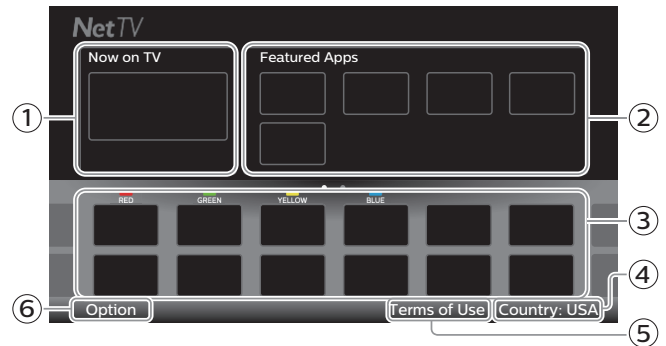 NetTV
Now on TV
Featured Apps
1
2
RED GREEN YELLOW BLUE
3
4
6
Option Terms of Use Country: USA
5